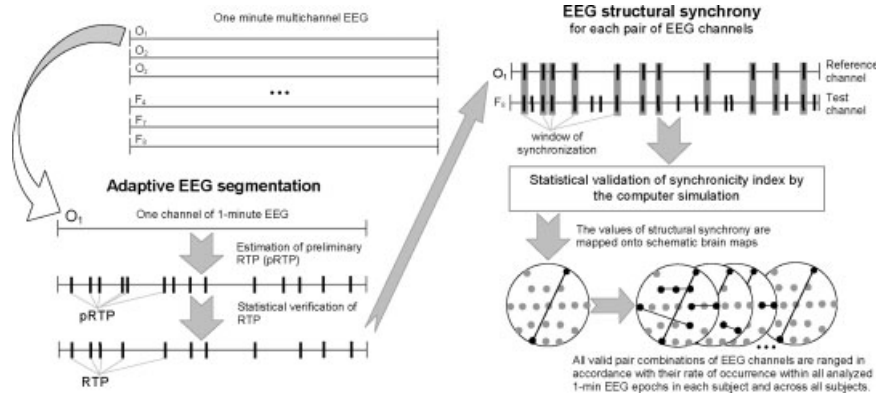 One minute multichannel EEG
O1
O2
O3
•••
F4
F7
F3
Adaptive EEG segmentation
O1
One channel of 1-minute EEG
Estimation of preliminary
RTP (pRTP)
pRTP
Statistical verification of
RTP
RTP
EEG structural synchrony
for each pair of EEG channels
O1
Reference
channel
Test
channel
window of
synchronization
Statistical validation of synchronicity index by
the computer simulation
The values of structural synchrony are
mapped onto schematic brain maps
•••
All valid pair combinations of EEG channels are ranged in
accordance with their rate of occurrence within all analyzed
1-min EEG epochs in each subject and across all subjects.